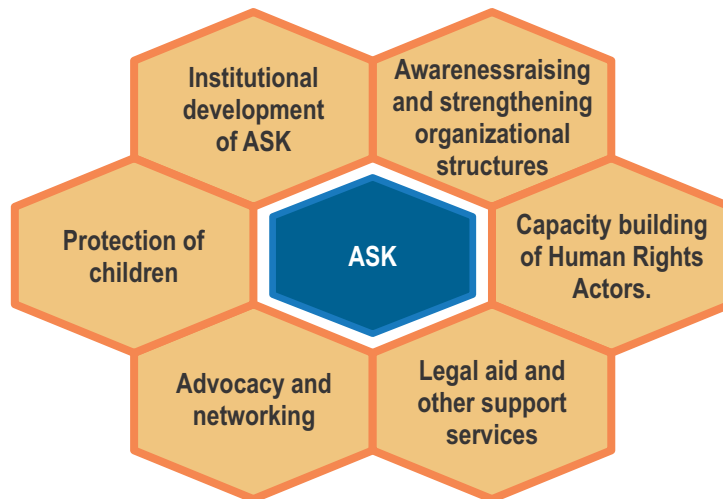 Institutional
development
of ASK
Awarenessraising
and strengthening
organizational
structures
Protection of
children
ASK
Capacity building
of Human Rights
Actors.
Advocacy and
networking
Legal aid and
other support
services